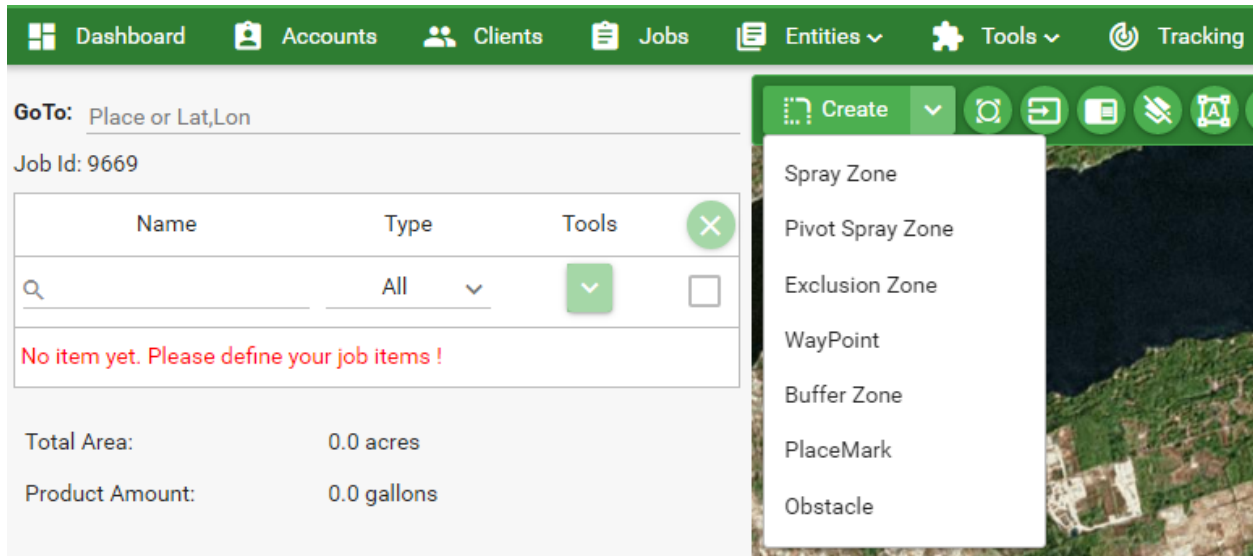 Dashboard Accounts Clients Jobs Entities Tools Tracking
GoTo: Place or Lat,Lon
Job Id: 9669
Name Type Tools
All
No item yet. Please define your job items !
Total Area: 0.0 acres
Product Amount: 0.0 gallons
Create
A
Spray Zone
Pivot Spray Zone
Exclusion Zone
WayPoint
Buffer Zone
PlaceMark
Obstacle